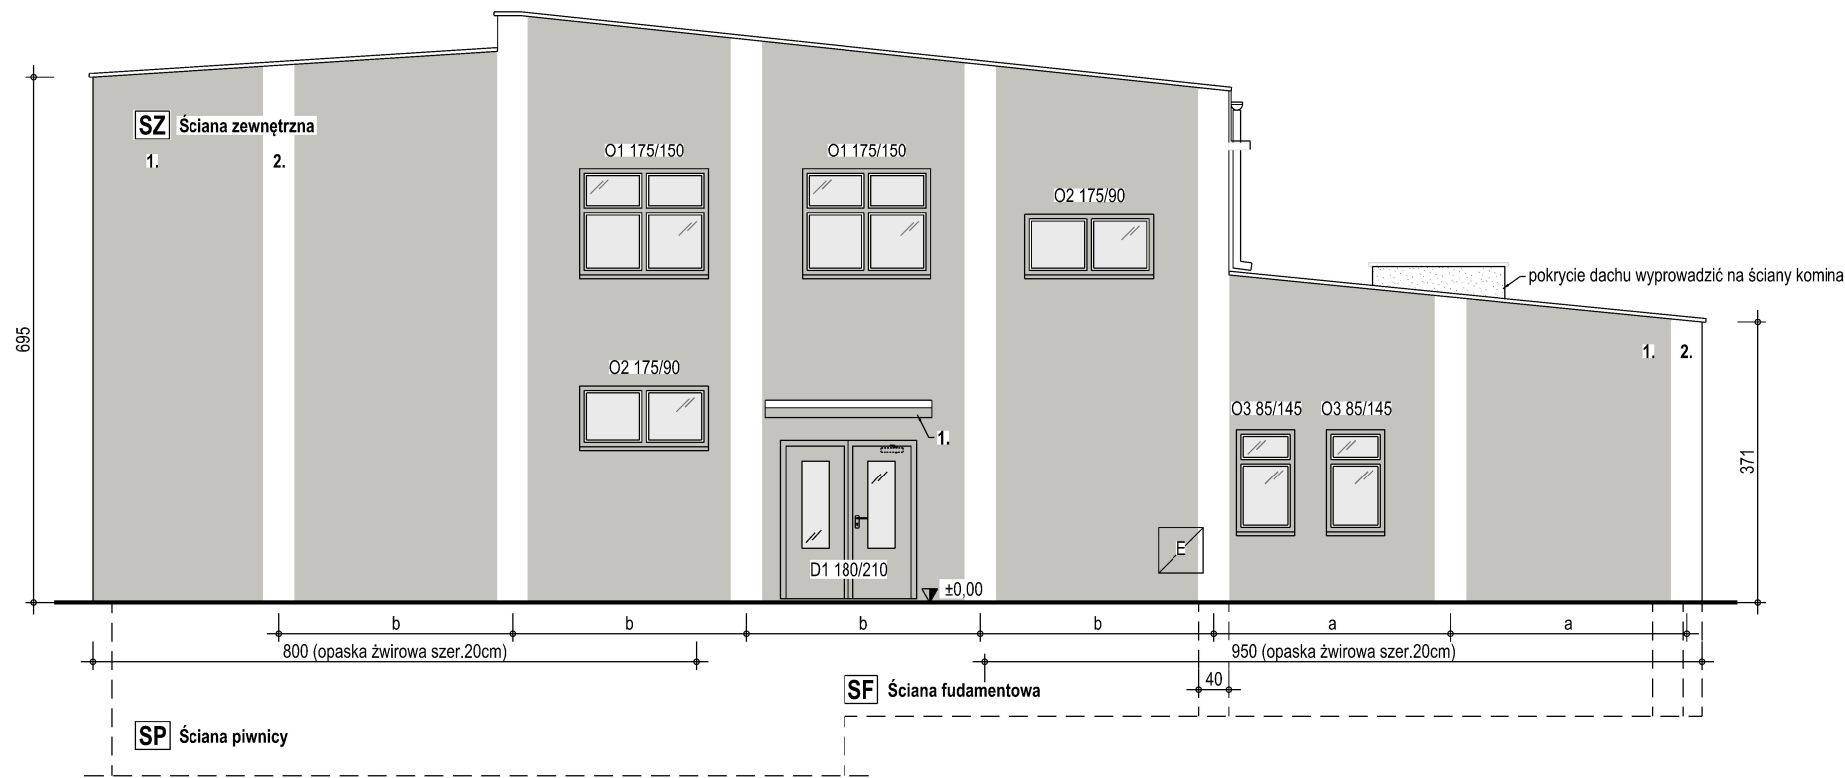 SZ Ściana zewnętrzna
1. 2.
O1 175/150
O1 175/150
O2 175/90
pokrycie dachu wyprowadzić na ściany komina
695
1. 2.
O2 175/90
O3 85/145
O3 85/145
1.
371
E
D1 180/210
±0,00
b
b
b
b
a
a
800 (opaska żwirowa szer.20cm)
950 (opaska żwirowa szer.20cm)
40
SF Ściana fudamentowa
SP Ściana piwnicy